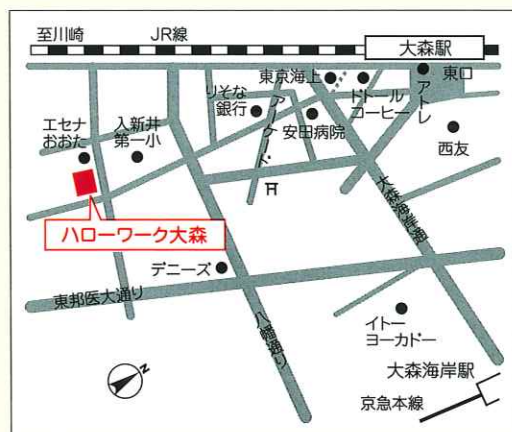 至川崎
JR線
大森駅
東口
アトレ
東京海上
ドトール
コーヒー
りそな
銀行
アーケード
安田病院
西友
エセナ
おおた
入新井
第一小
ハローワーク大森
デニーズ
大森海岸通り
東邦医大通り
八幡通り
イトー
ヨーカドー
大森海岸駅
京急本線
N